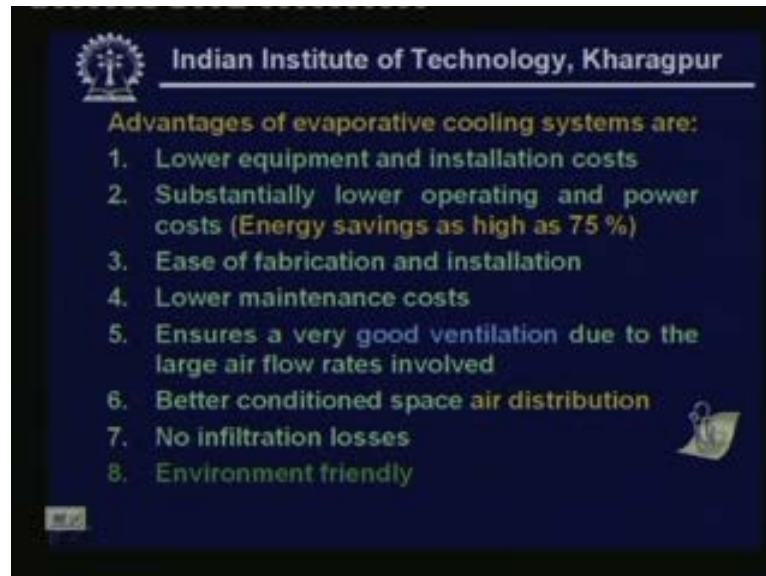 Indian Institute of Technology, Kharagpur
Advantages of evaporative cooling systems are:
1. Lower equipment and installation costs
2. Substantially lower operating and power
costs (Energy savings as high as 75 %)
3. Ease of fabrication and installation
4. Lower maintenance costs
5. Ensures a very good ventilation due to the
large air flow rates involved
6. Better conditioned space air distribution
7. No infiltration losses
8. Environment friendly